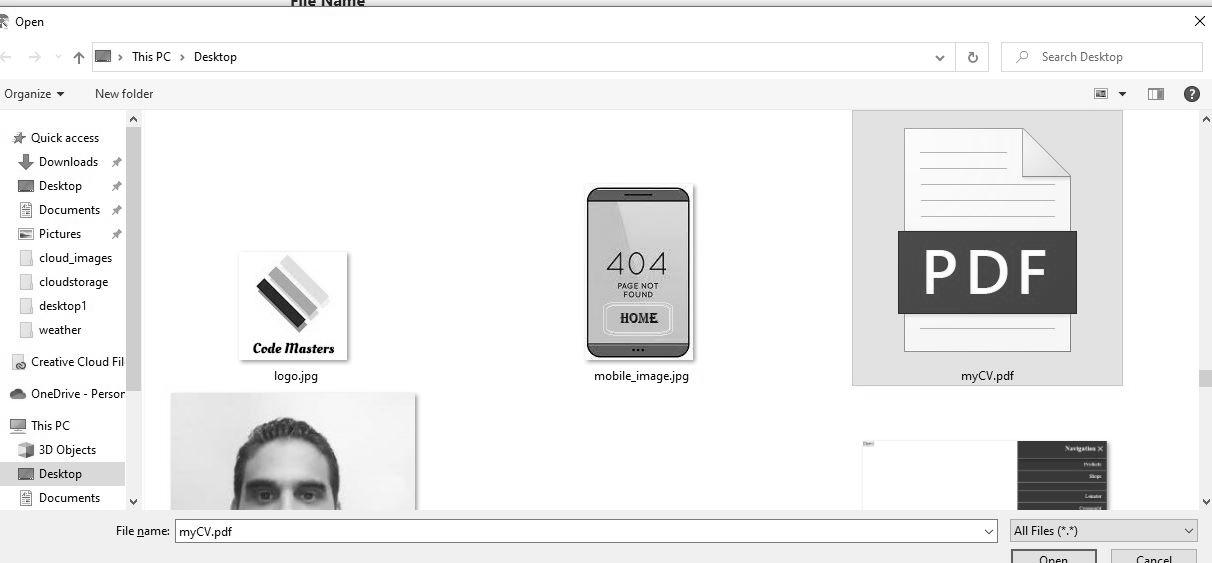 File Name
Open
This PC > Desktop
Search Desktop
Organize
New folder
Quick access
Downloads
Desktop
Documents
Pictures
cloud_images
cloudstorage
desktop1
weather
Creative Cloud Fil
OneDrive - Person
This PC
3D Objects
Desktop
Documents
Code Masters
logo.jpg
404
PAGE NOT
FOUND
HOME
mobile_image.jpg
PDF
myCV.pdf
Navigation X
Products
Shops
Locator
File name:
myCV.pdf
All Files (*.*)
Open
Cancel